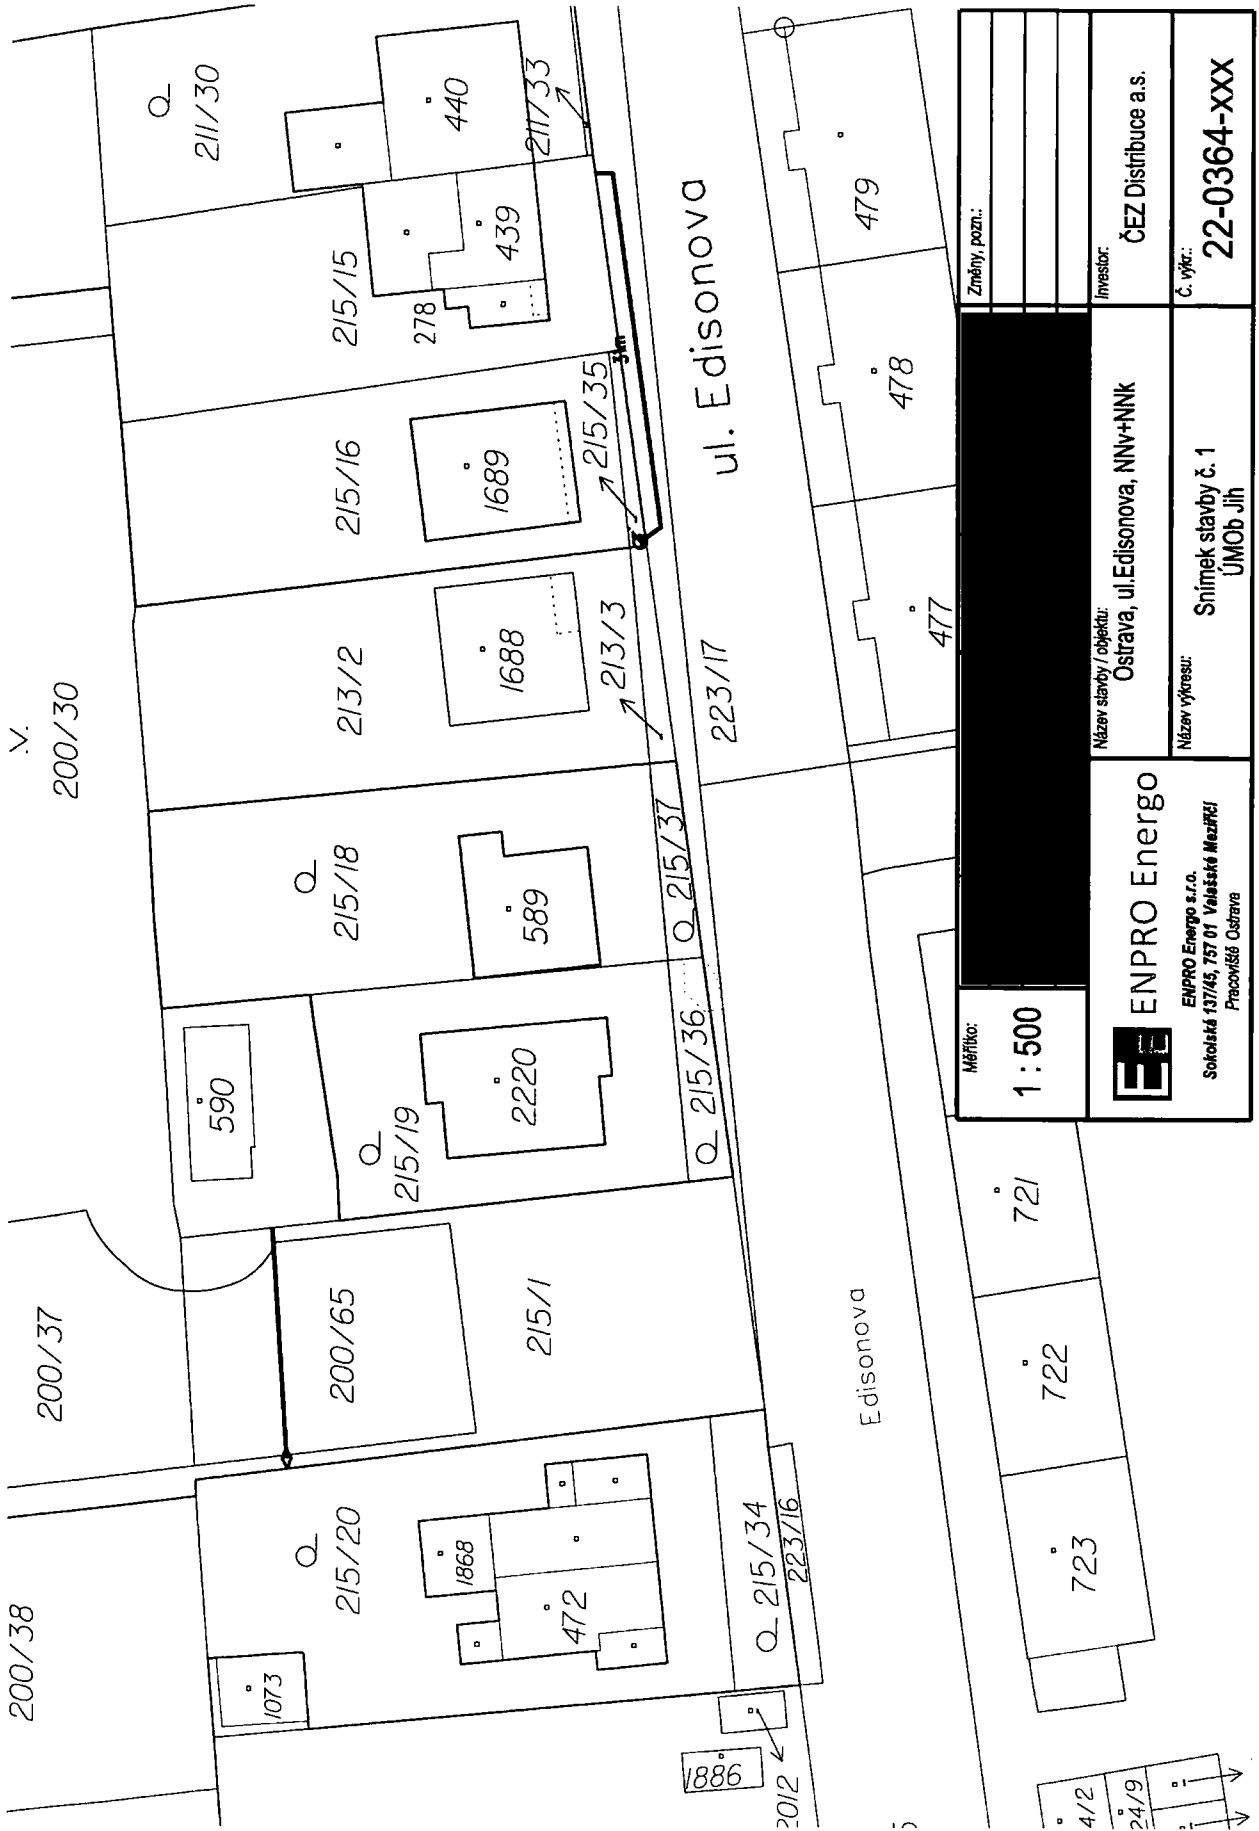 200/38
200/37
V.
200/30
1073
215/20
1868
472
1886
2012
215/34
223/16
200/65
215/1
590
215/19
2220
215/36
215/18
589
215/37
213/2
1688
213/3
215/16
1689
215/35
31m
215/15
278
439
211/30
440
211/33
Edisonova
223/17
ul. Edisonova
4/2
24/9
723
722
721
477
478
479
Měřítko:
1 : 500
Změny, pozn.:
ENPRO Energo
ENPRO Energo s.r.o.
Sokolská 137/45, 757 01 Valašské Meziříčí
Pracoviště Ostrava
Název stavby / objektu:
Ostrava, ul.Edisonova, NNv+NNk
Investor:
ČEZ Distribuce a.s.
Název výkresu:
Snímek stavby č. 1
ÚMOb Jih
Č. výkr.:
22-0364-XXX